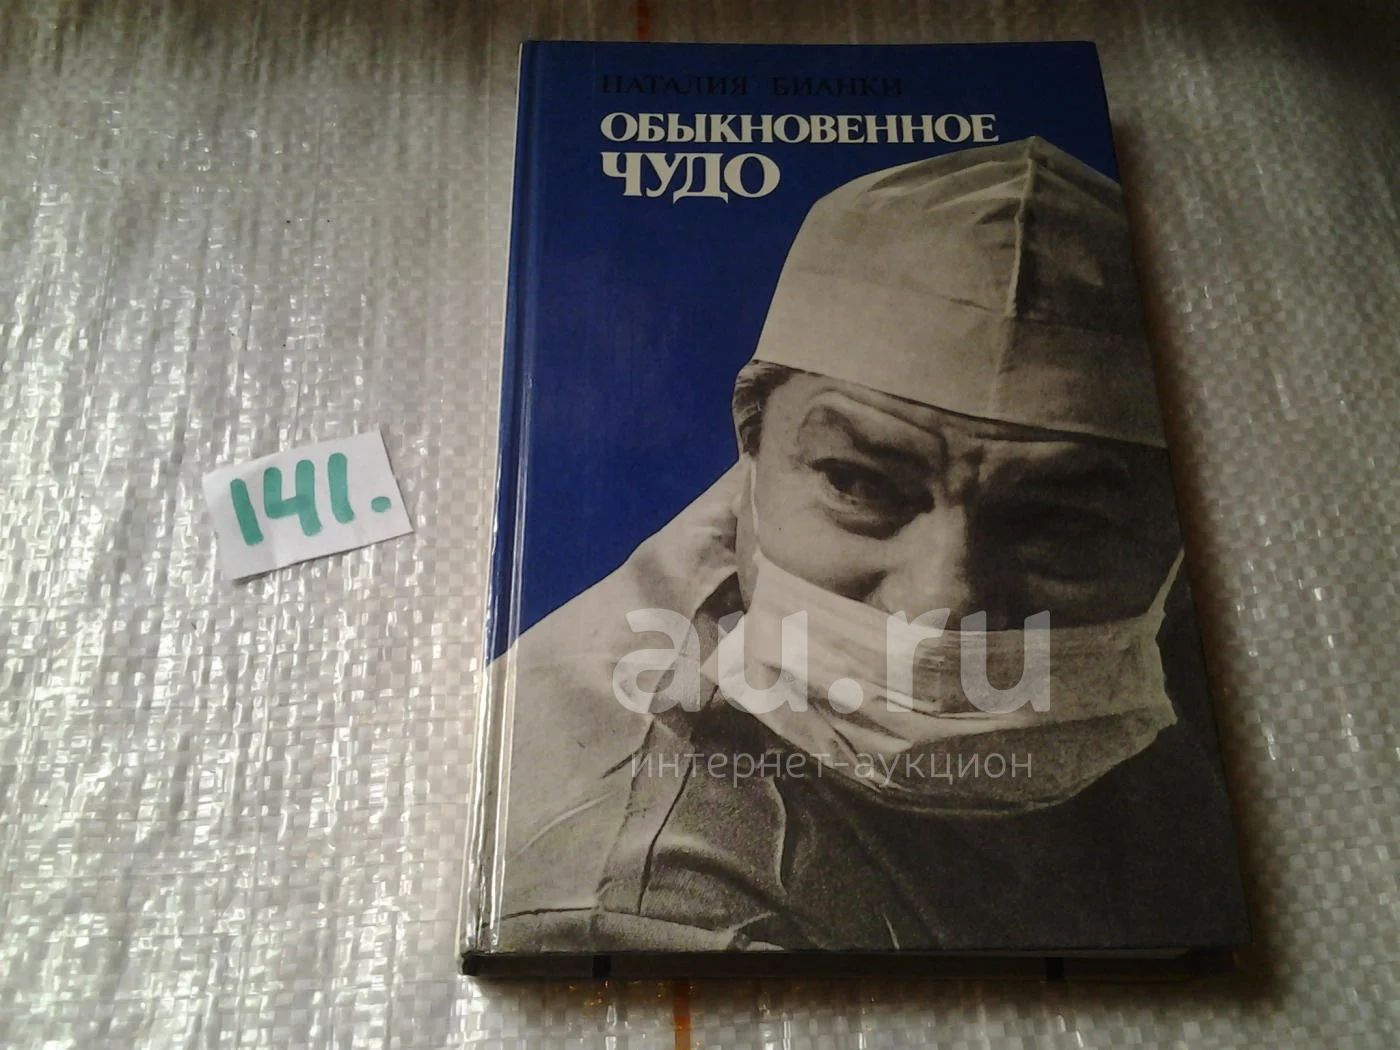 НАТАЛИЯ БИАНКИ
ОБЫКНОВЕННОЕ
ЧУДО
141.
au.ru
интернет-аукцион